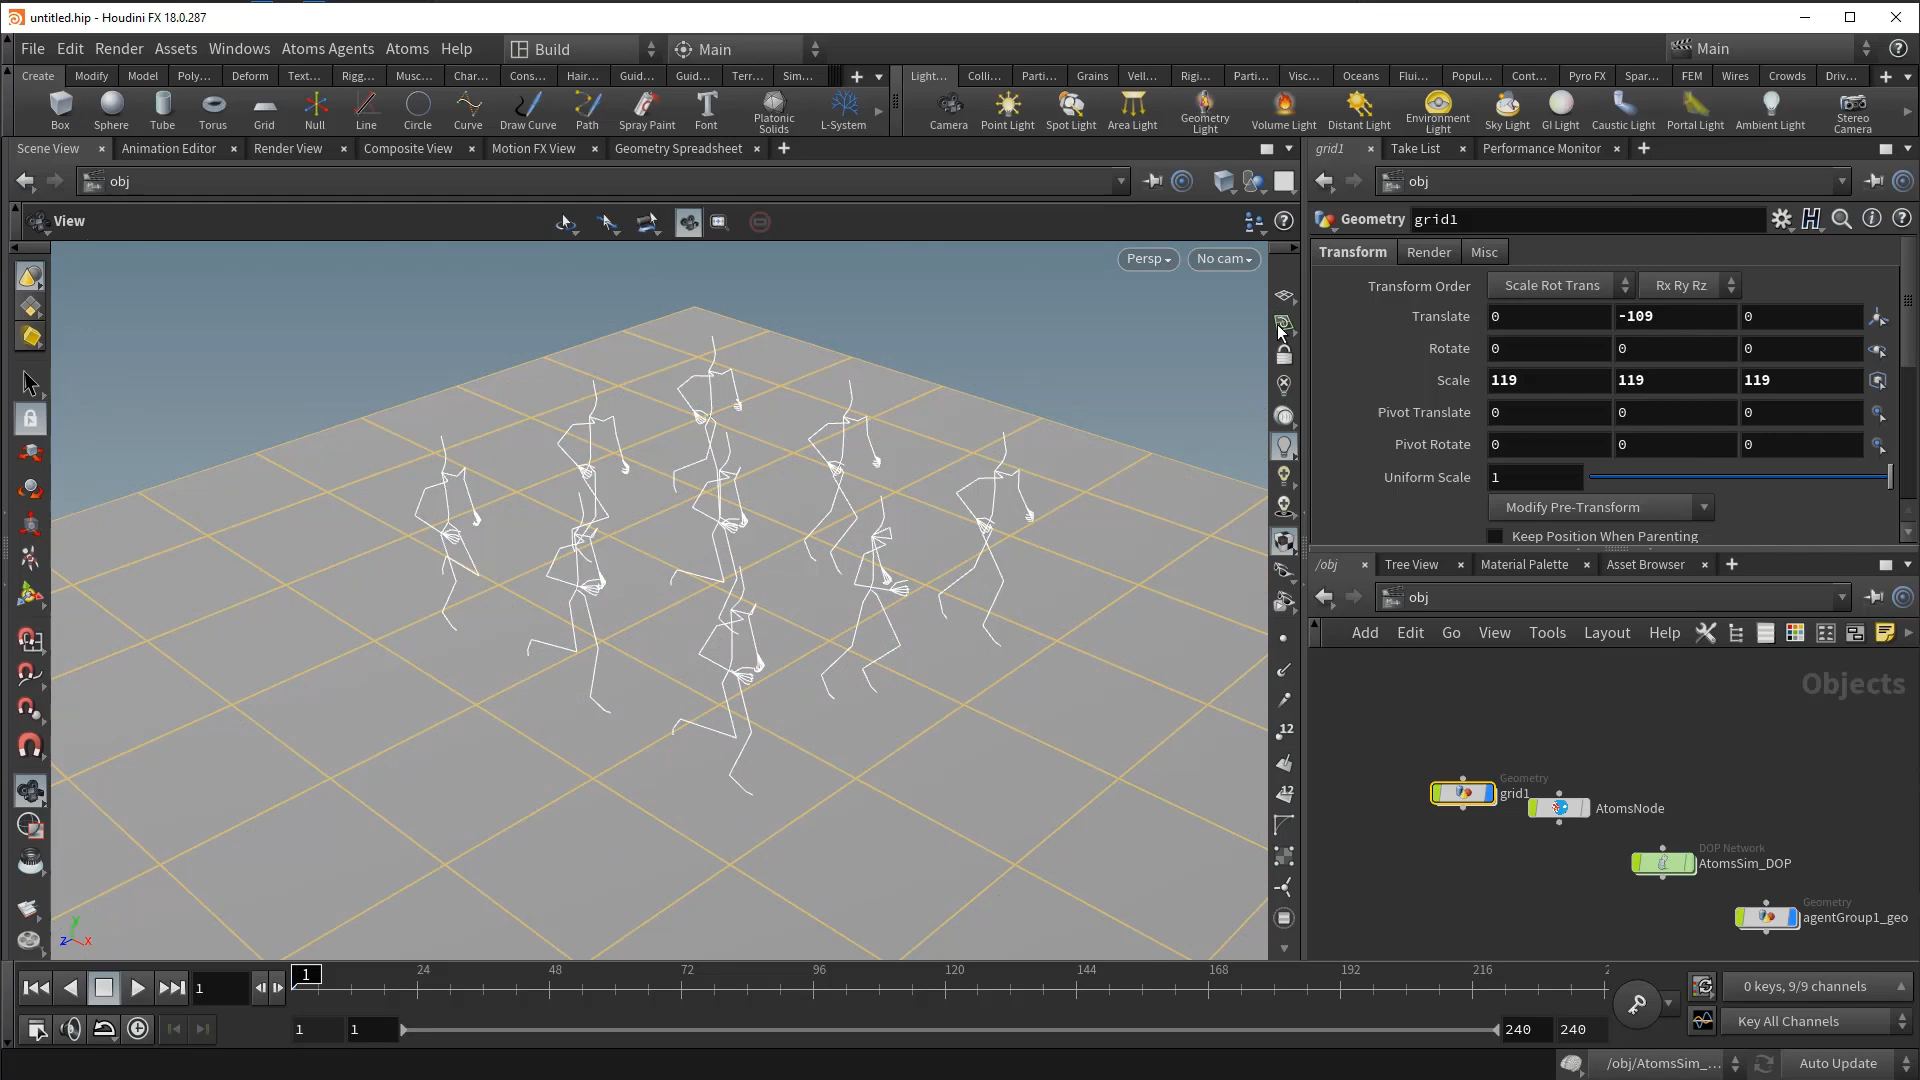 untitled.hip - Houdini FX 18.0.287
File Edit Render Assets Windows Atoms Agents Atoms Help Build Main Main
Create Modify Model Poly... Deform Text... Rigg... Musc... Char... Cons... Hair... Guid... Guid... Terr... Sim... Light... Colli... Parti... Grains Vell... Rigi... Parti... Visc... Oceans Flui... Popul... Cont... Pyro FX Spar... FEM Wires Crowds Driv...
Box Sphere Tube Torus Grid Null Line Circle Curve Draw Curve Path Spray Paint Font Platonic Solids L-System Camera Point Light Spot Light Area Light Geometry Light Volume Light Distant Light Environment Light Sky Light GI Light Caustic Light Portal Light Ambient Light Stereo Camera
Scene View Animation Editor Render View Composite View Motion FX View Geometry Spreadsheet grid1 Take List Performance Monitor
obj obj
View
Geometry grid1
Persp No cam
Transform Render Misc
Transform Order Scale Rot Trans Rx Ry Rz
Translate 0 -109 0
Rotate 0 0 0
Scale 119 119 119
Pivot Translate 0 0 0
Pivot Rotate 0 0 0
Uniform Scale 1
Modify Pre-Transform
Keep Position When Parenting
/obj Tree View Material Palette Asset Browser
obj
Add Edit Go View Tools Layout Help
Objects
12
12
Geometry
grid1
AtomsNode
DOP Network
AtomsSim_DOP
Geometry
agentGroup1_geo
y
z x
1 1 24 48 72 96 120 144 168 192 216 2
0 keys, 9/9 channels
1 1 240 240
Key All Channels
/obj/AtomsSim_... Auto Update